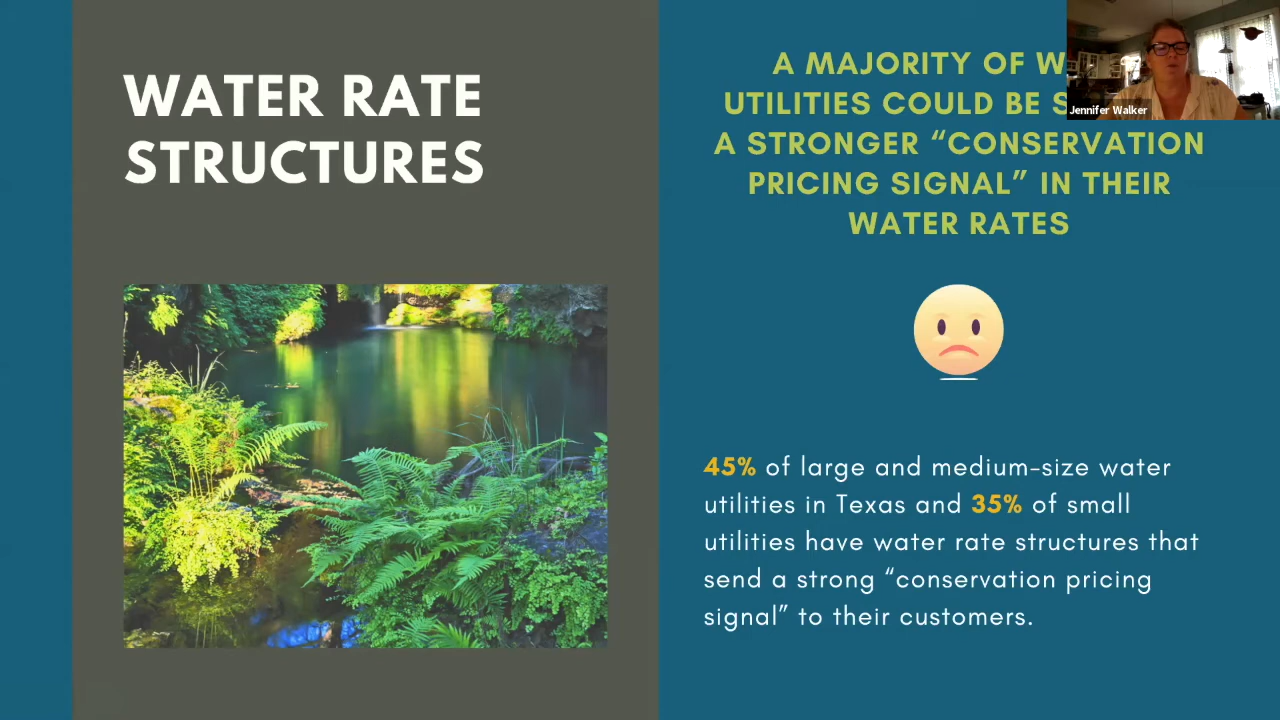 WATER RATE
STRUCTURES
A MAJORITY OF
UTILITIES COULD BE
A STRONGER “CONSERVATION
PRICING SIGNAL” IN THEIR
WATER RATES
Jennifer Walker
45% of large and medium-size water
utilities in Texas and 35% of small
utilities have water rate structures that
send a strong “conservation pricing
signal” to their customers.